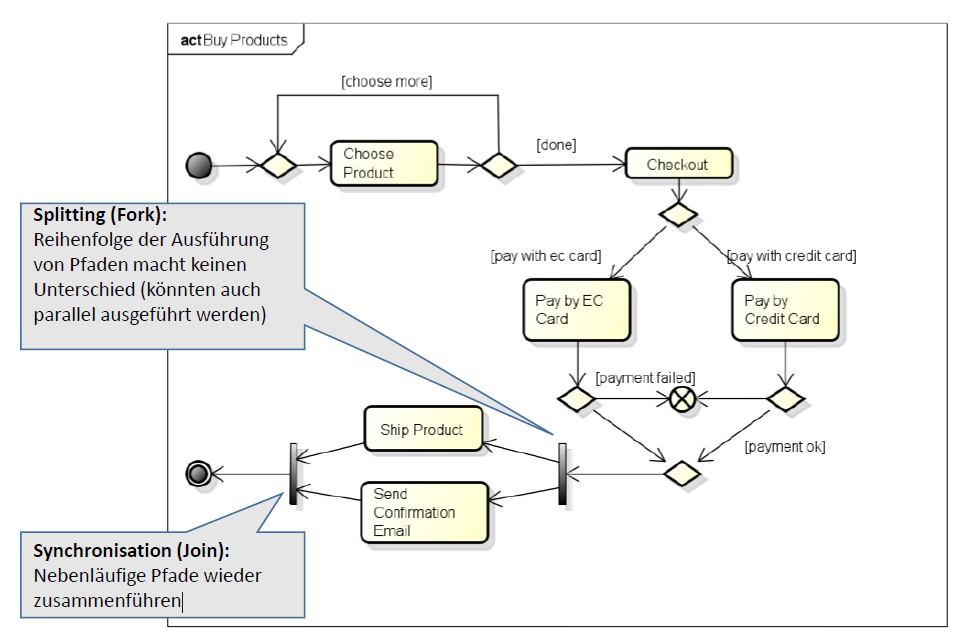 act Buy Products
[choose more]
Choose
Product
[done]
Checkout
Splitting (Fork):
Reihenfolge der Ausführung
von Pfaden macht keinen
Unterschied (könnten auch
parallel ausgeführt werden)
[pay with ec card]
[pay with credit card]
Pay by EC
Card
Pay by
Credit Card
[payment failed]
Ship Product
[payment ok]
Send
Confirmation
Email
Synchronisation (Join):
Nebenläufige Pfade wieder
zusammenführen